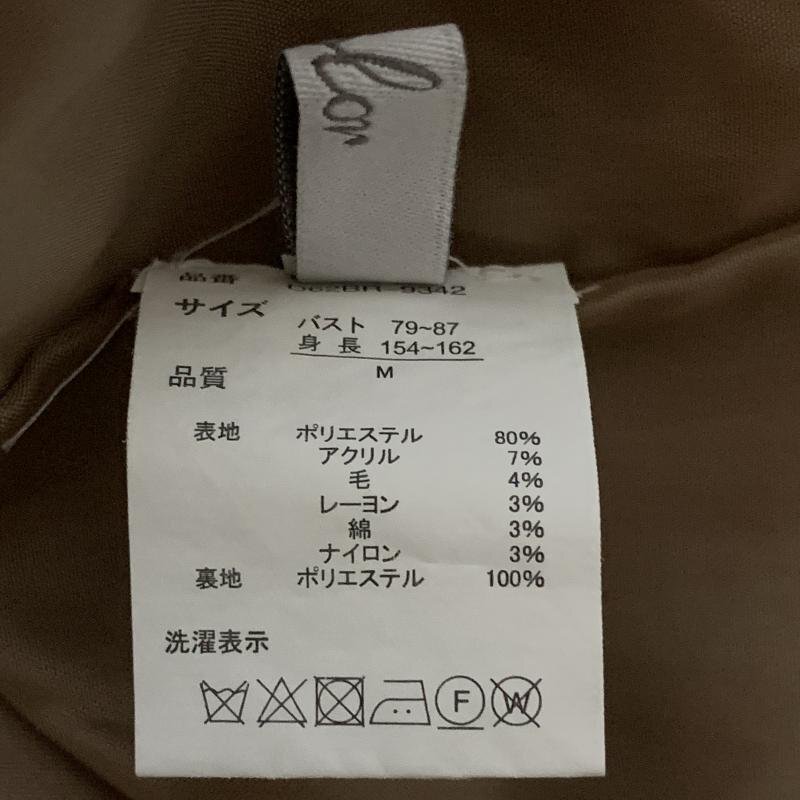 品番
サイズ
バスト 79~87
身 長 154~162
品質 M
表地 ポリエステル 80%
アクリル 7%
毛 4%
レーヨン 3%
綿 3%
ナイロン 3%
裏地 ポリエステル 100%
洗濯表示
F W